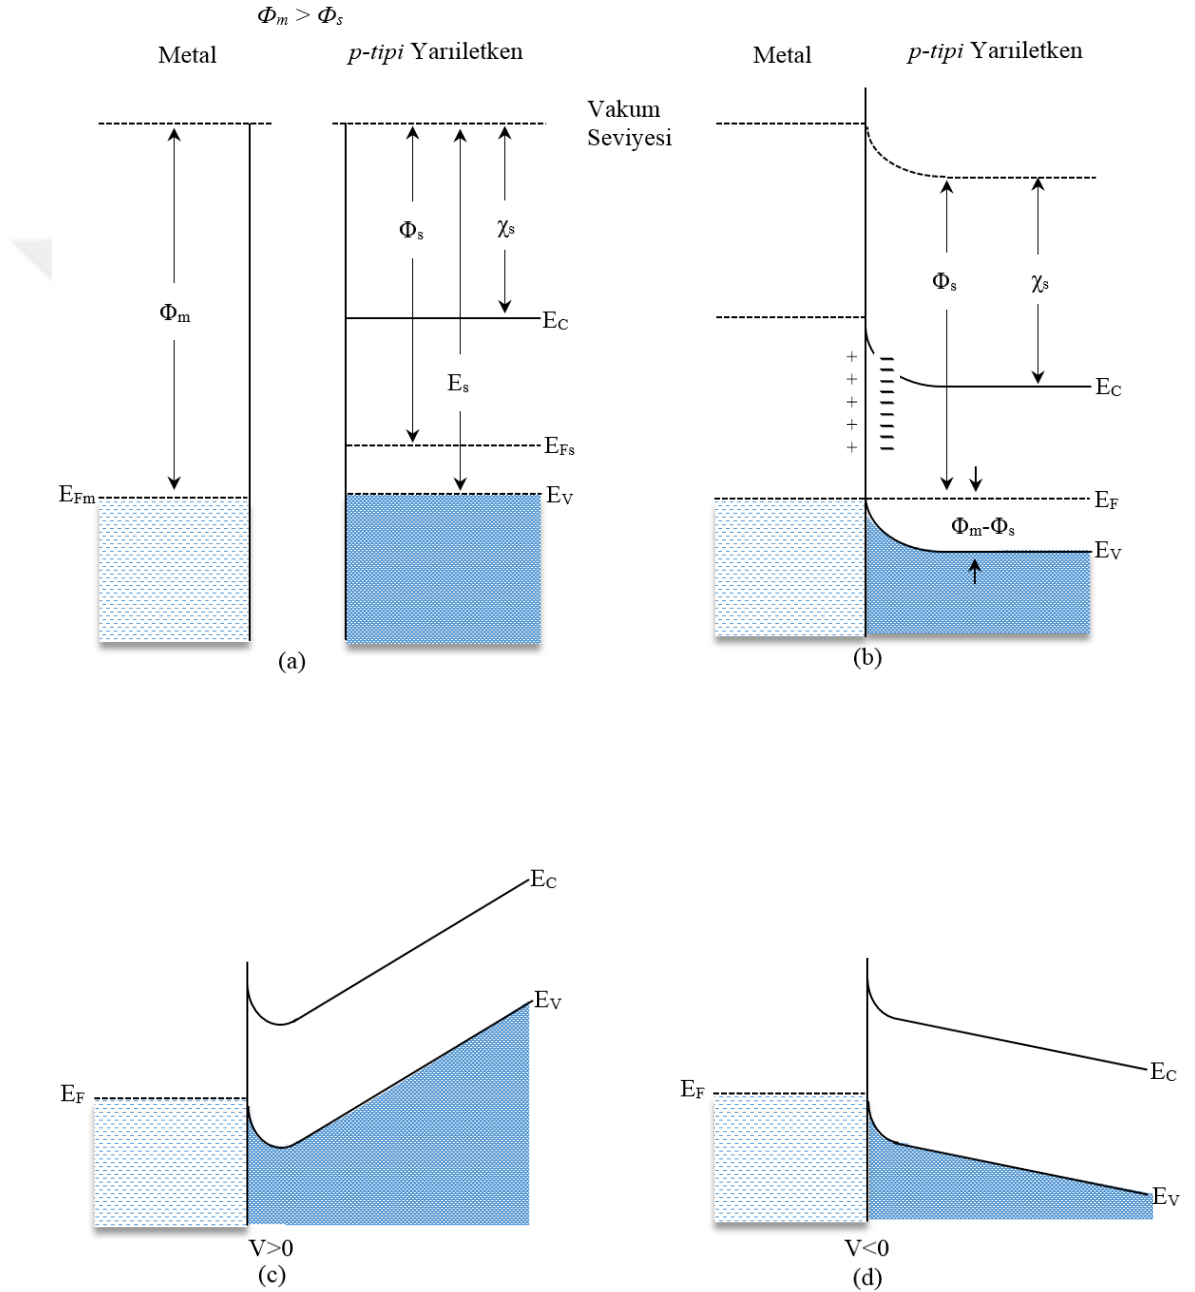 Φm > Φs
Metal
p-tipi Yarıiletken
Metal
p-tipi Yarıiletken
Vakum
Seviyesi
Φs
χs
Φm
EC
Es
EFs
EFm
EV
Φs
χs
+
+
+
+
+
EC
EF
Φm-Φs
EV
(a)
(b)
EC
EV
EF
V>0
(c)
EF
EC
EV
V<0
(d)